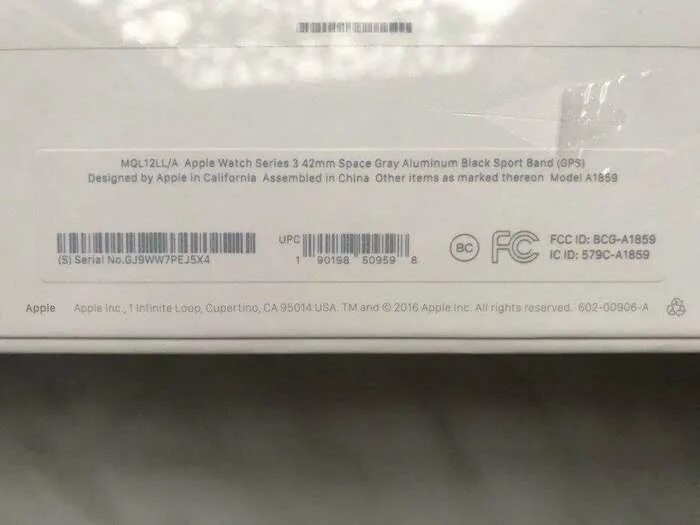 MQL12LL/A Apple Watch Series 3 42mm Space Gray Aluminum Black Sport Band (GPS)
Designed by Apple in California Assembled in China Other items as marked thereon Model A1859
(S) Serial No.GJ9WW7PEJ5X4
UPC
1 90198 50959 8
BC
FC
FCC ID: BCG-A1859
IC ID: 579C-A1859
Apple Apple Inc., 1 Infinite Loop, Cupertino, CA 95014 USA. TM and © 2016 Apple Inc. All rights reserved. 602-00906-A